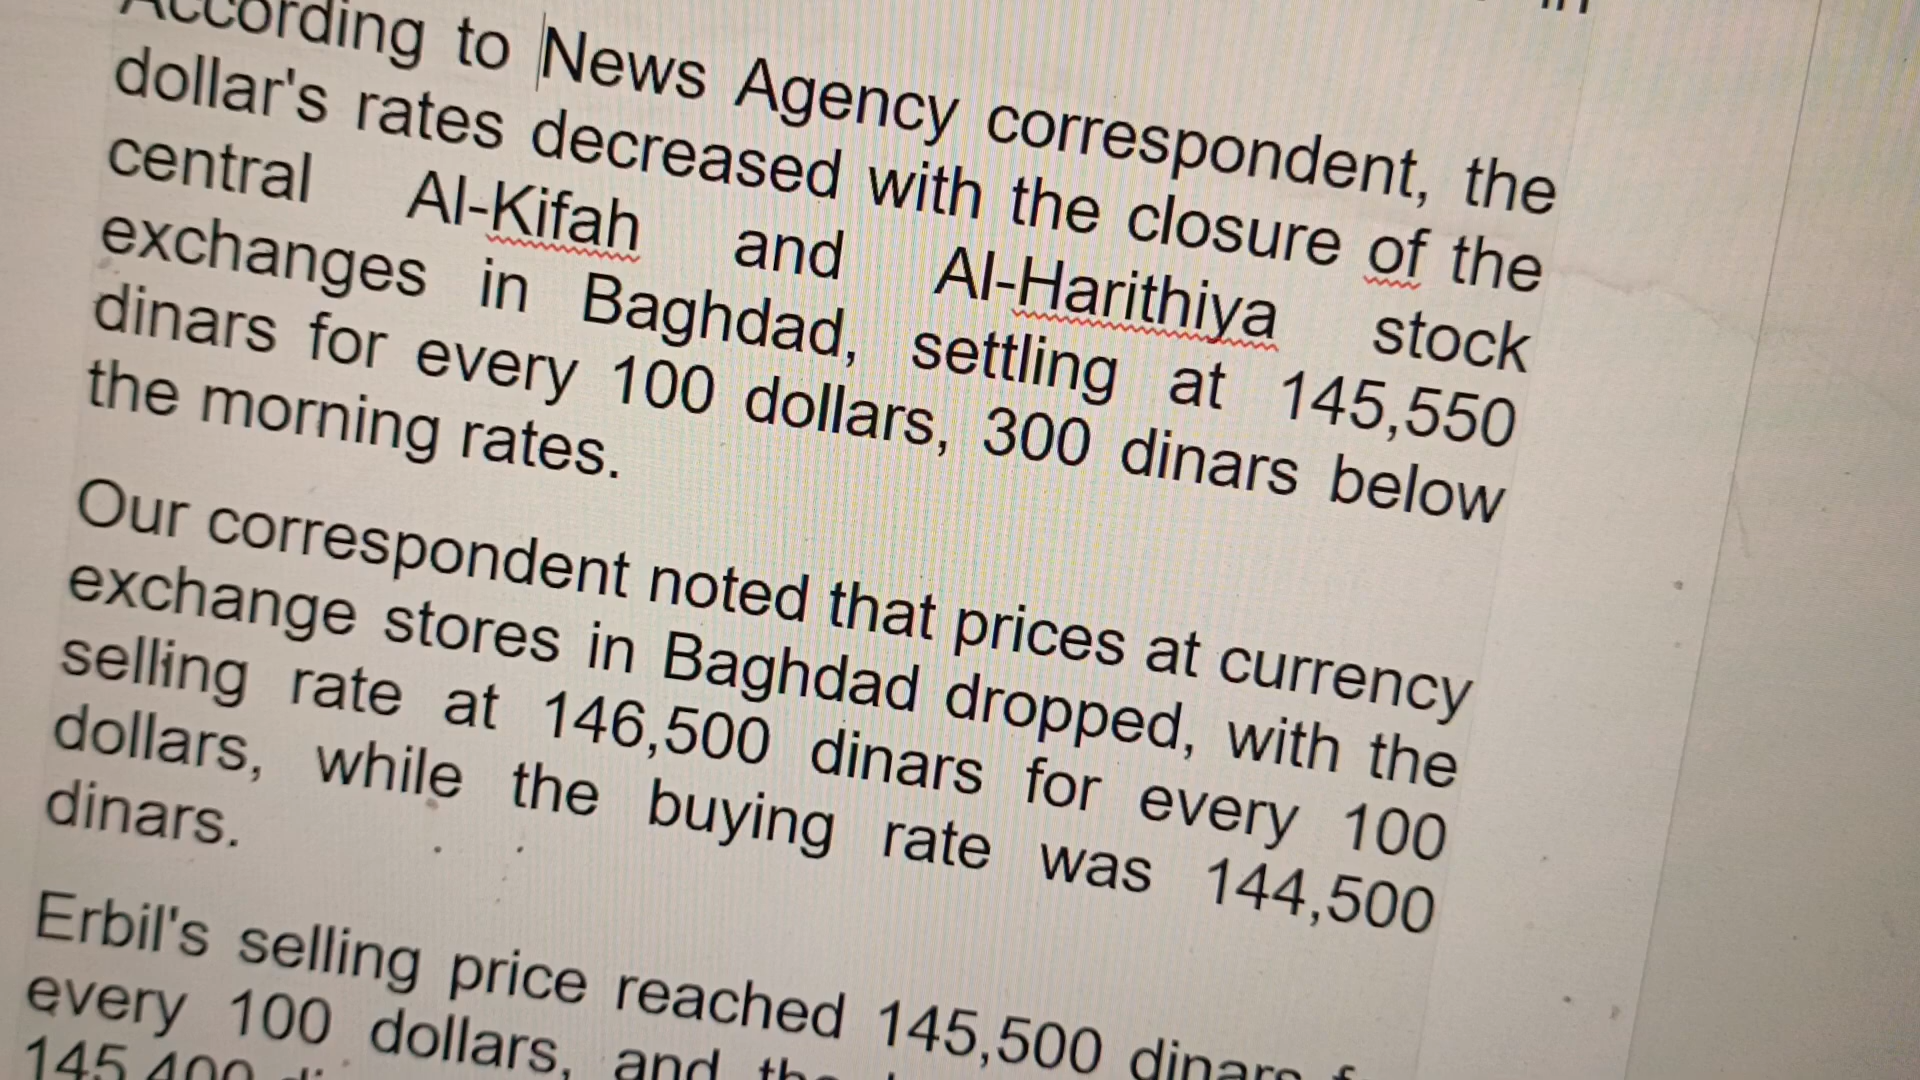 According to News Agency correspondent, the
dollar's rates decreased with the closure of the
central Al-Kifah and Al-Harithiya stock
exchanges in Baghdad, settling at 145,550
dinars for every 100 dollars, 300 dinars below
the morning rates.
Our correspondent noted that prices at currency
exchange stores in Baghdad dropped, with the
selling rate at 146,500 dinars for every 100
dollars, while the buying rate was 144,500
dinars.
Erbil's selling price reached 145,500 dinars
every 100 dollars, and
145,400